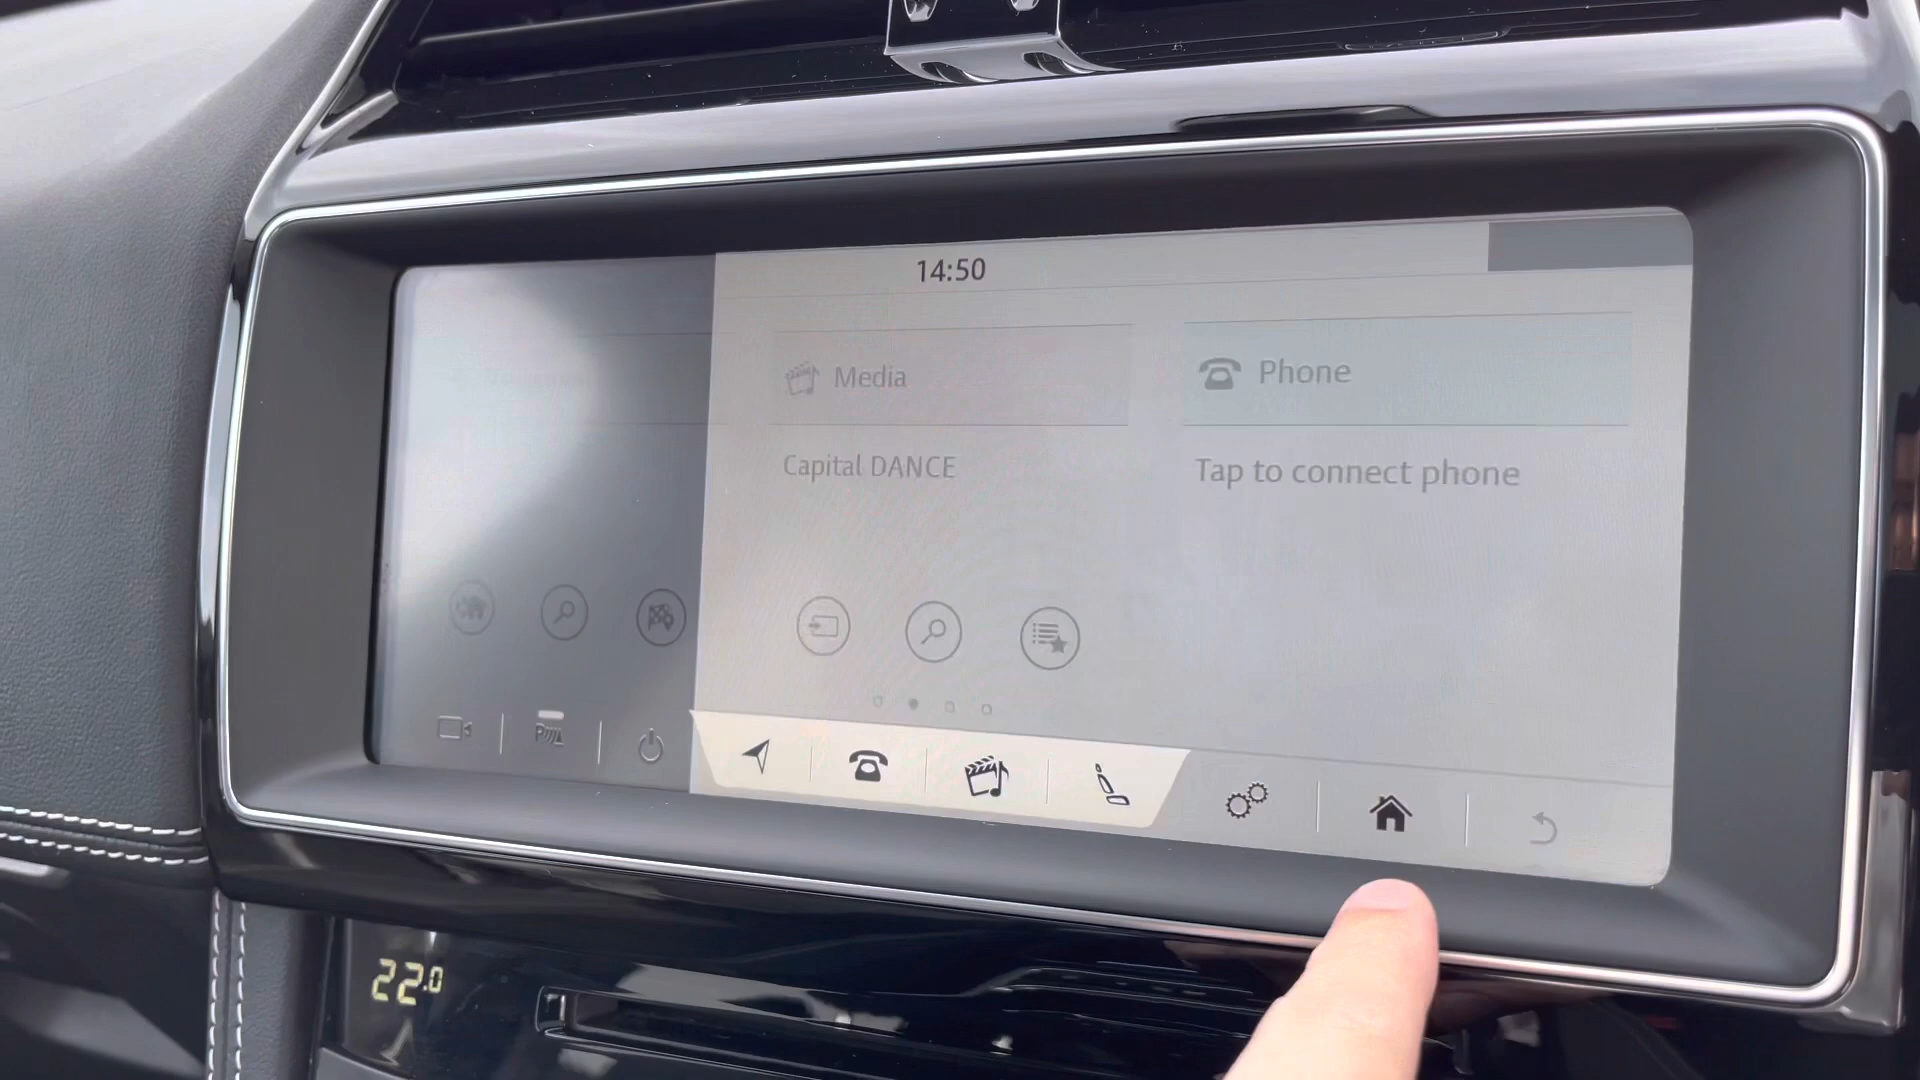 14:50
Media
Phone
Capital DANCE
Tap to connect phone
P
22.0